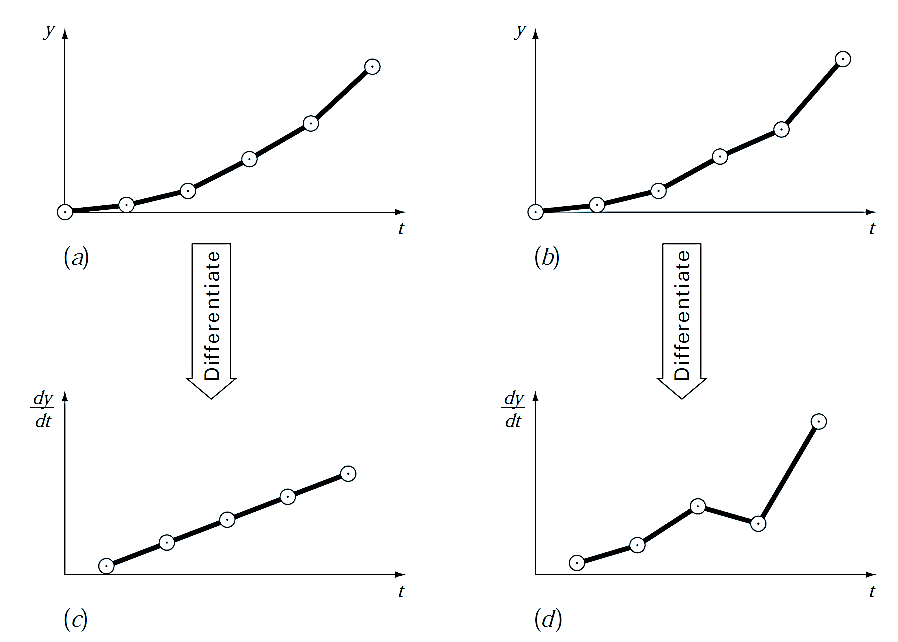 y
t
(a)
y
t
(b)
Differentiate
Differentiate
dy
dt
t
(c)
dy
dt
t
(d)